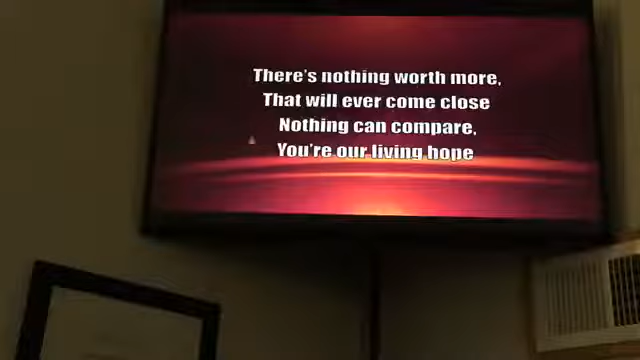 There's nothing worth more,
That will ever come close
Nothing can compare,
You're our living hope